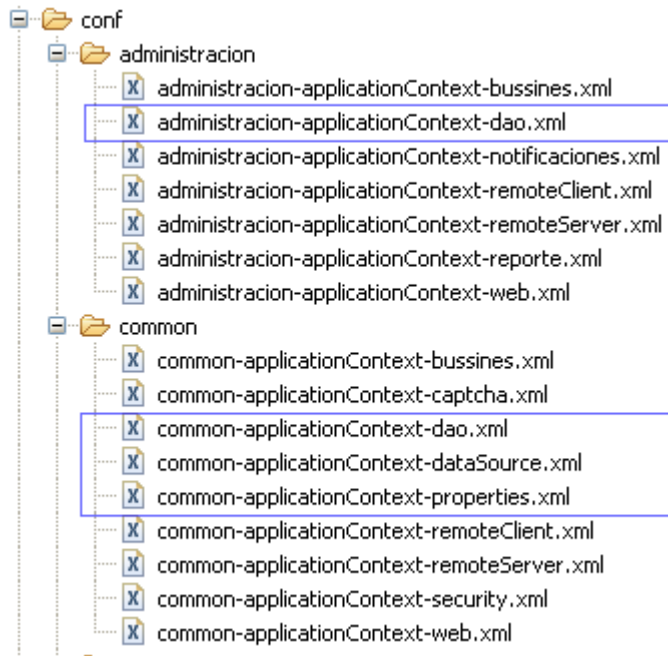 conf
administracion
administracion-applicationContext-bussines.xml
administracion-applicationContext-dao.xml
administracion-applicationContext-notificaciones.xml
administracion-applicationContext-remoteClient.xml
administracion-applicationContext-remoteServer.xml
administracion-applicationContext-reporte.xml
administracion-applicationContext-web.xml
common
common-applicationContext-bussines.xml
common-applicationContext-captcha.xml
common-applicationContext-dao.xml
common-applicationContext-dataSource.xml
common-applicationContext-properties.xml
common-applicationContext-remoteClient.xml
common-applicationContext-remoteServer.xml
common-applicationContext-security.xml
common-applicationContext-web.xml